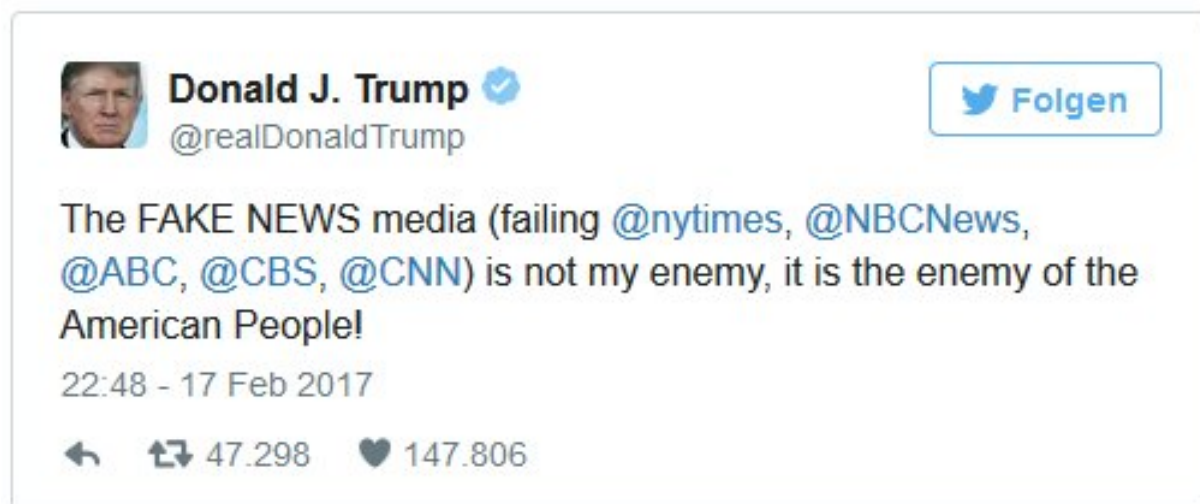 Donald J. Trump
@realDonaldTrump
Folgen
The FAKE NEWS media (failing @nytimes, @NBCNews,
@ABC, @CBS, @CNN) is not my enemy, it is the enemy of the
American People!
22:48 - 17 Feb 2017
47.298 147.806